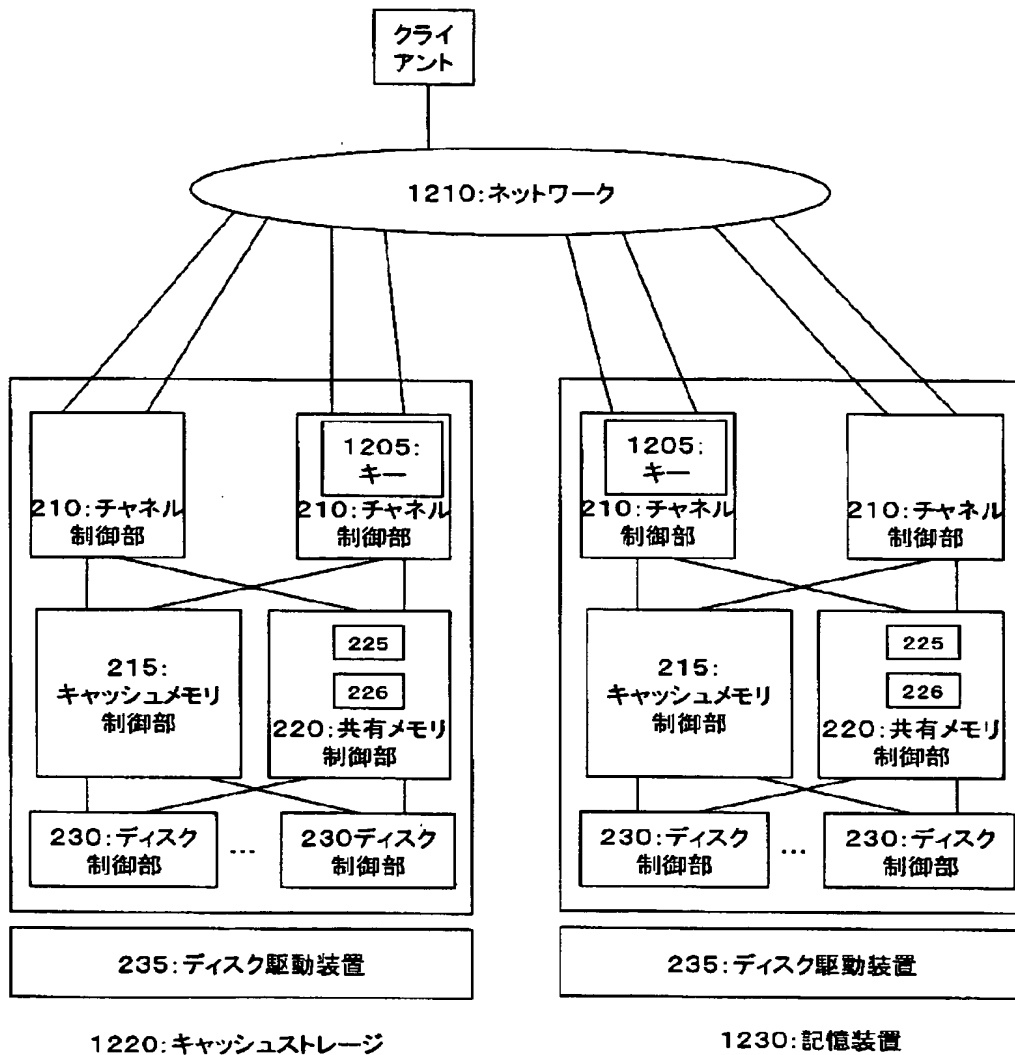 クライ
アント
1210:ネットワーク
1205:
キー
210:チャネル
制御部
210:チャネル
制御部
1205:
キー
210:チャネル
制御部
210:チャネル
制御部
215:
キャッシュメモリ
制御部
225
226
220:共有メモリ
制御部
215:
キャッシュメモリ
制御部
225
226
220:共有メモリ
制御部
230:ディスク
制御部
...
230ディスク
制御部
230:ディスク
制御部
...
230:ディスク
制御部
235:ディスク駆動装置
235:ディスク駆動装置
1220:キャッシュストレージ
1230:記憶装置